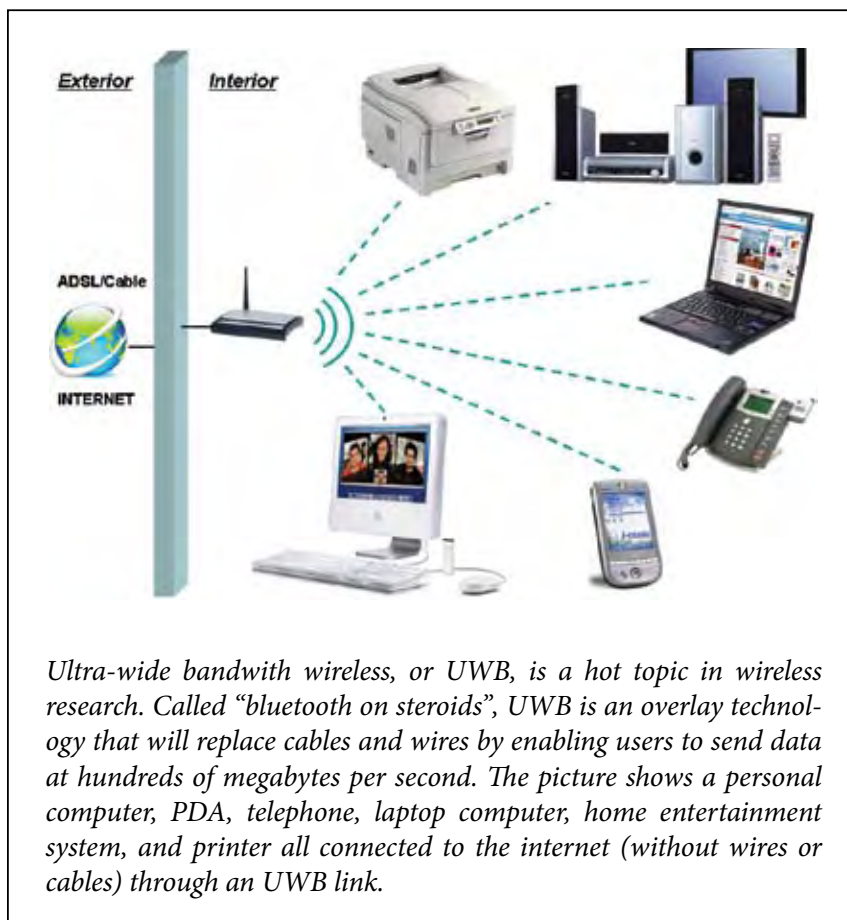 Exterior
Interior
ADSL/Cable
INTERNET
Ultra-wide bandwith wireless, or UWB, is a hot topic in wireless
research. Called “bluetooth on steroids”, UWB is an overlay technol-
ogy that will replace cables and wires by enabling users to send data
at hundreds of megabytes per second. The picture shows a personal
computer, PDA, telephone, laptop computer, home entertainment
system, and printer all connected to the internet (without wires or
cables) through an UWB link.